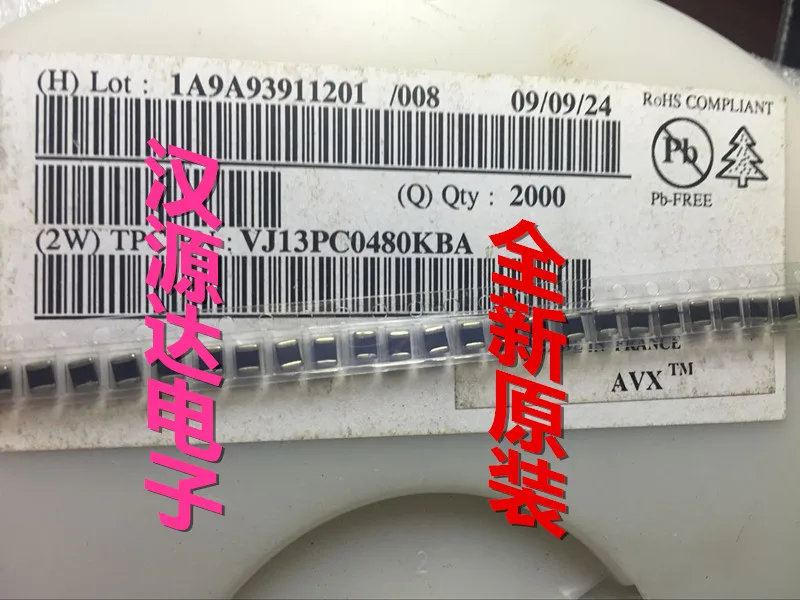 (H) Lot : 1A9A93911201 /008 09/09/24
RoHS COMPLIANT
Pb
(Q) Qty : 2000
Pb-FREE
(2W) : VJ13PC0480KBA
IN FRANCE
AVX™
汉源达电子
全新原装